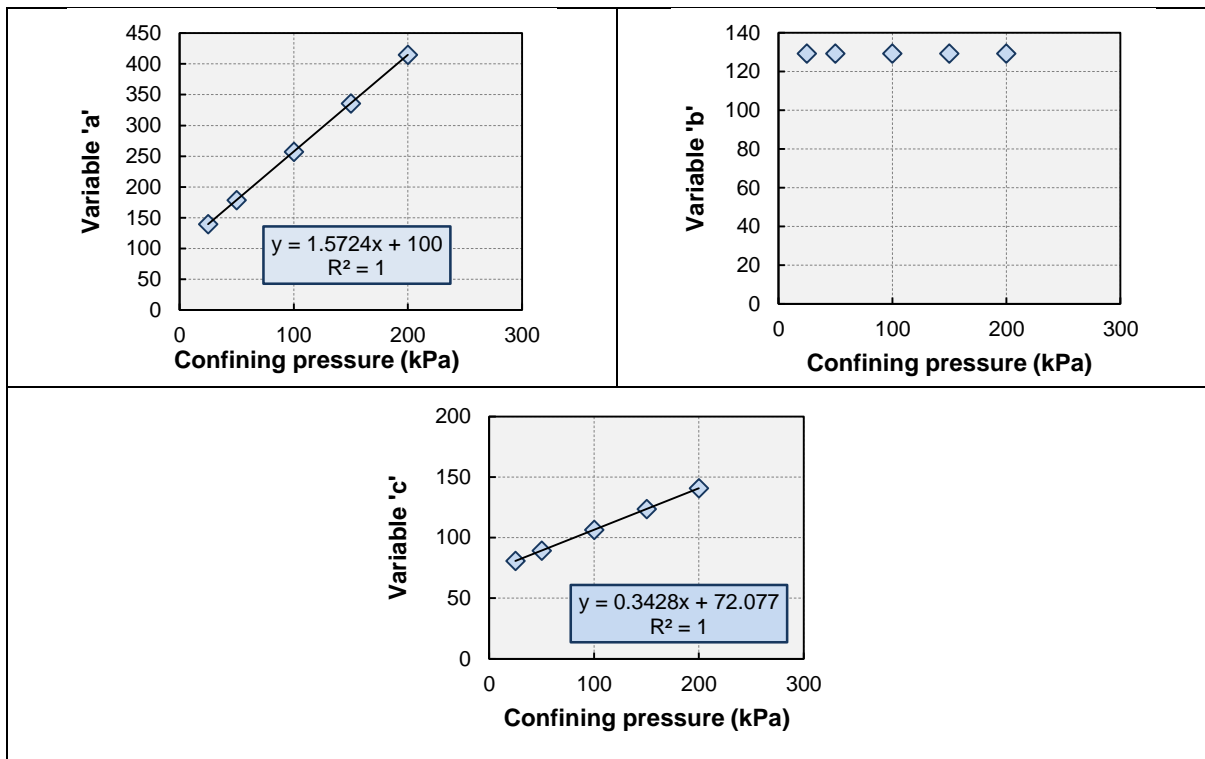 450
400
350
300
250
200
150
100
50
0
Variable 'a'
y = 1.5724x + 100
R² = 1
0 100 200 300
Confining pressure (kPa)
140
120
100
80
60
40
20
0
Variable 'b'
0 100 200 300
Confining pressure (kPa)
200
150
100
50
0
Variable 'c'
y = 0.3428x + 72.077
R² = 1
0 100 200 300
Confining pressure (kPa)